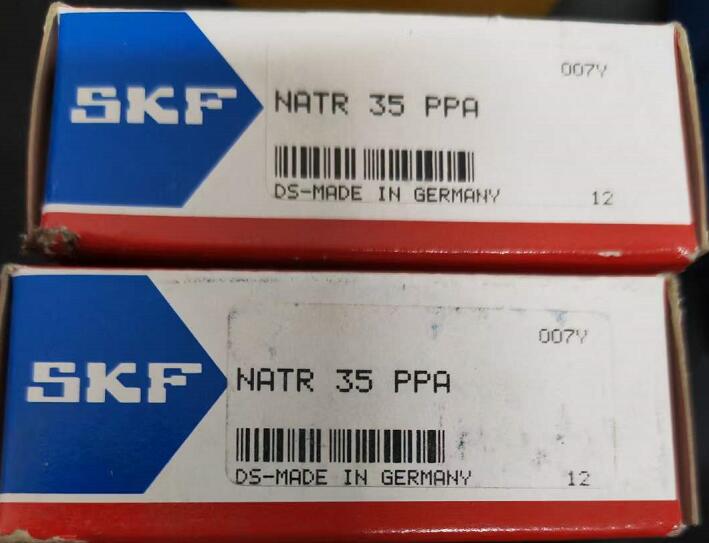 SKF
007Y
NATR 35 PPA
DS-MADE IN GERMANY
12
SKF
007Y
NATR 35 PPA
DS-MADE IN GERMANY
12